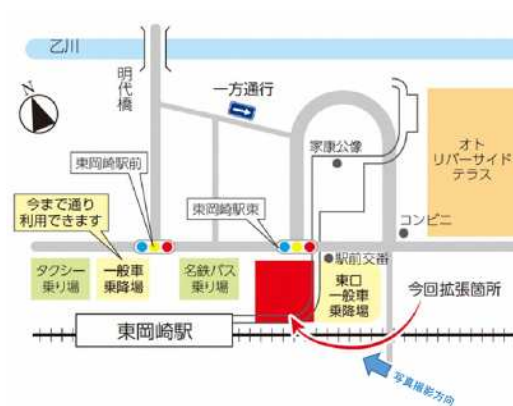 乙川
明代橋
N
一方通行
家康公像
オト
リバーサイド
テラス
東岡崎駅前
今まで通り
利用できます
東岡崎駅東
コンビニ
駅前交番
タクシー
乗り場
一般車
乗降場
名鉄バス
乗り場
東口
一般車
乗降場
今回拡張箇所
東岡崎駅
写真撮影方向